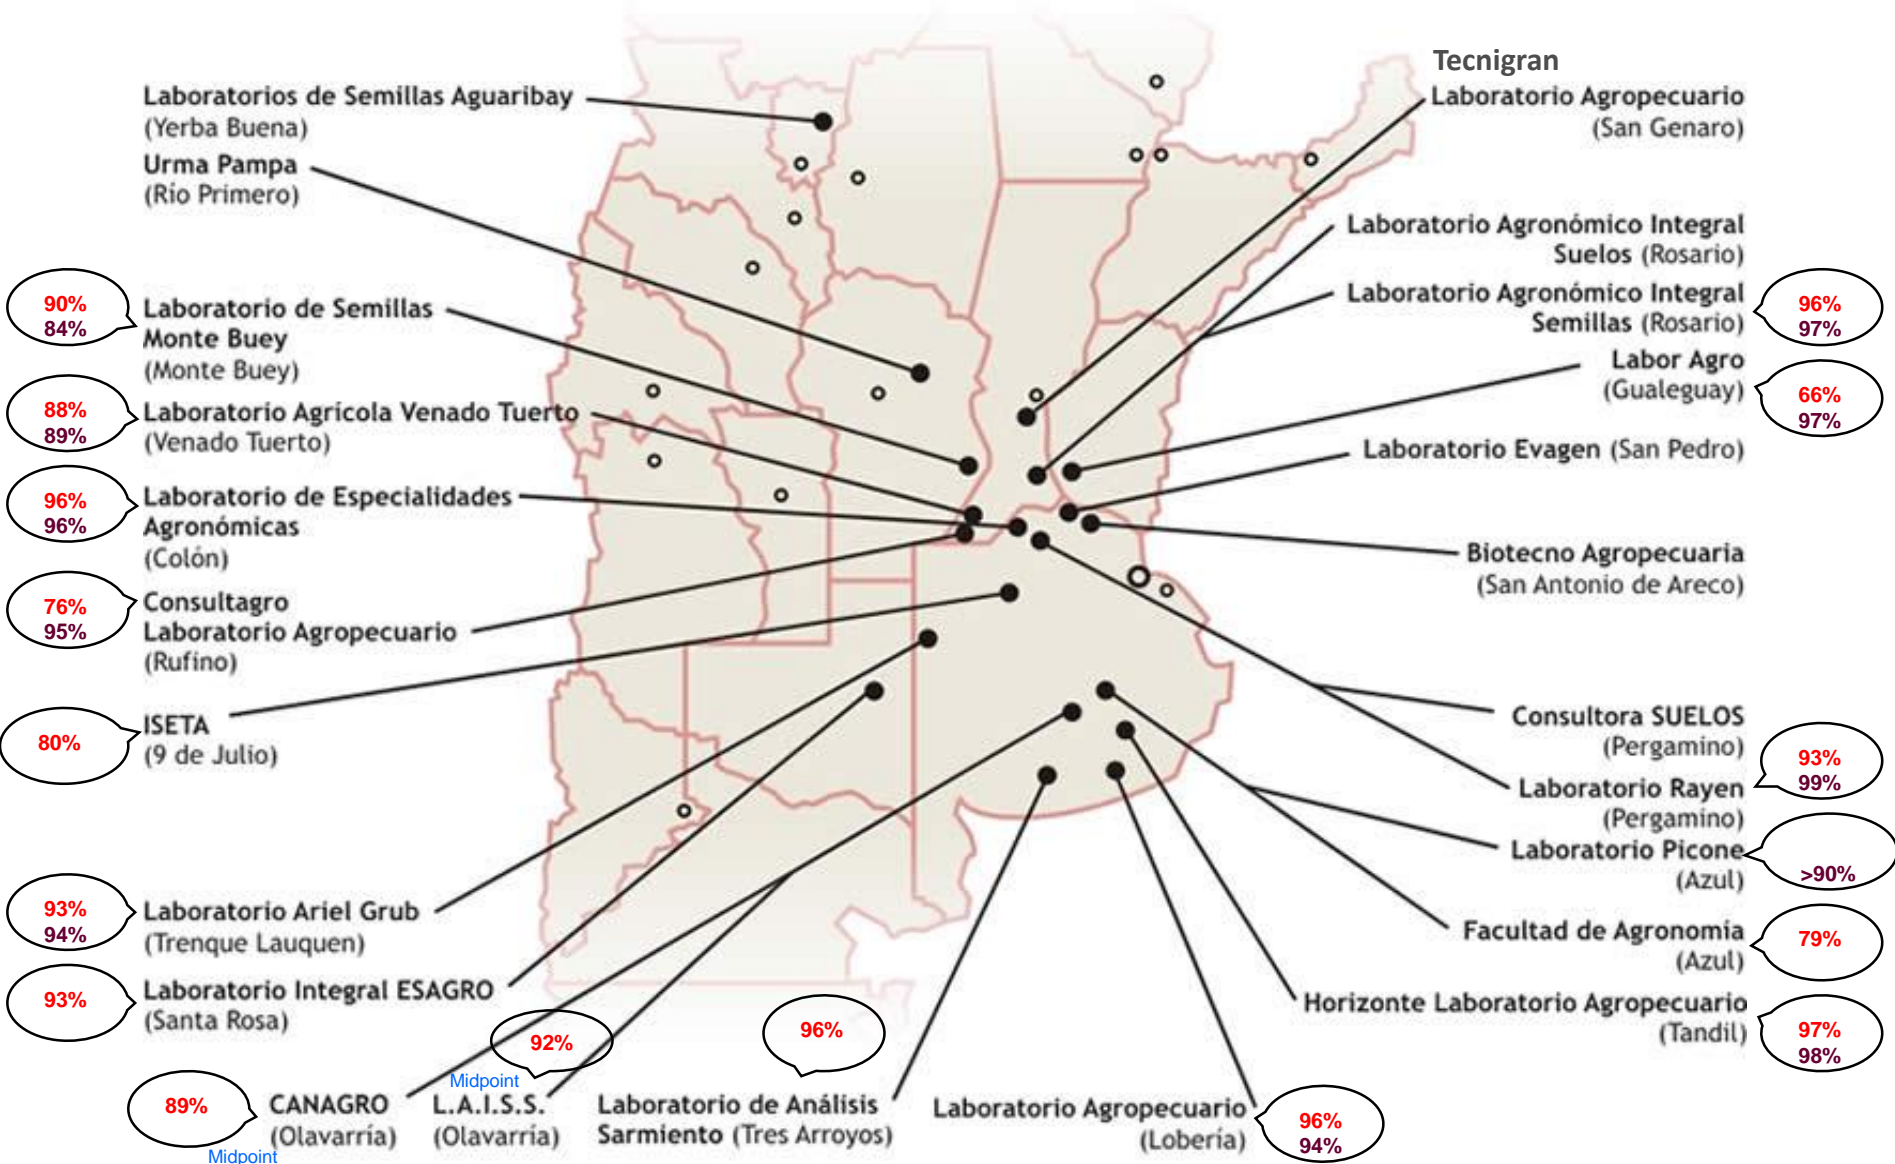 Laboratorios de Semillas Aguaribay
(Yerba Buena)
Urma Pampa
(Río Primero)
90%
84%
Laboratorio de Semillas
Monte Buey
(Monte Buey)
88%
89%
Laboratorio Agrícola Venado Tuerto
(Venado Tuerto)
96%
96%
Laboratorio de Especialidades
Agronómicas
(Colón)
76%
95%
Consultagro
Laboratorio Agropecuario
(Rufino)
80%
ISETA
(9 de Julio)
93%
94%
Laboratorio Ariel Grub
(Trenque Lauquen)
93%
Laboratorio Integral ESAGRO
(Santa Rosa)
89%
CANAGRO
(Olavarría)
Midpoint
92%
Midpoint
L.A.I.S.S.
(Olavarría)
96%
Laboratorio de Análisis
Sarmiento (Tres Arroyos)
Laboratorio Agropecuario
(Lobería)
96%
94%
Tecnigran
Laboratorio Agropecuario
(San Genaro)
Laboratorio Agronómico Integral
Suelos (Rosario)
Laboratorio Agronómico Integral
Semillas (Rosario)
96%
97%
Labor Agro
(Gualeguay)
66%
97%
Laboratorio Evagen (San Pedro)
Biotecno Agropecuaria
(San Antonio de Areco)
Consultora SUELOS
(Pergamino)
Laboratorio Rayen
(Pergamino)
93%
99%
Laboratorio Picone
(Azul)
>90%
Facultad de Agronomía
(Azul)
79%
Horizonte Laboratorio Agropecuario
(Tandil)
97%
98%